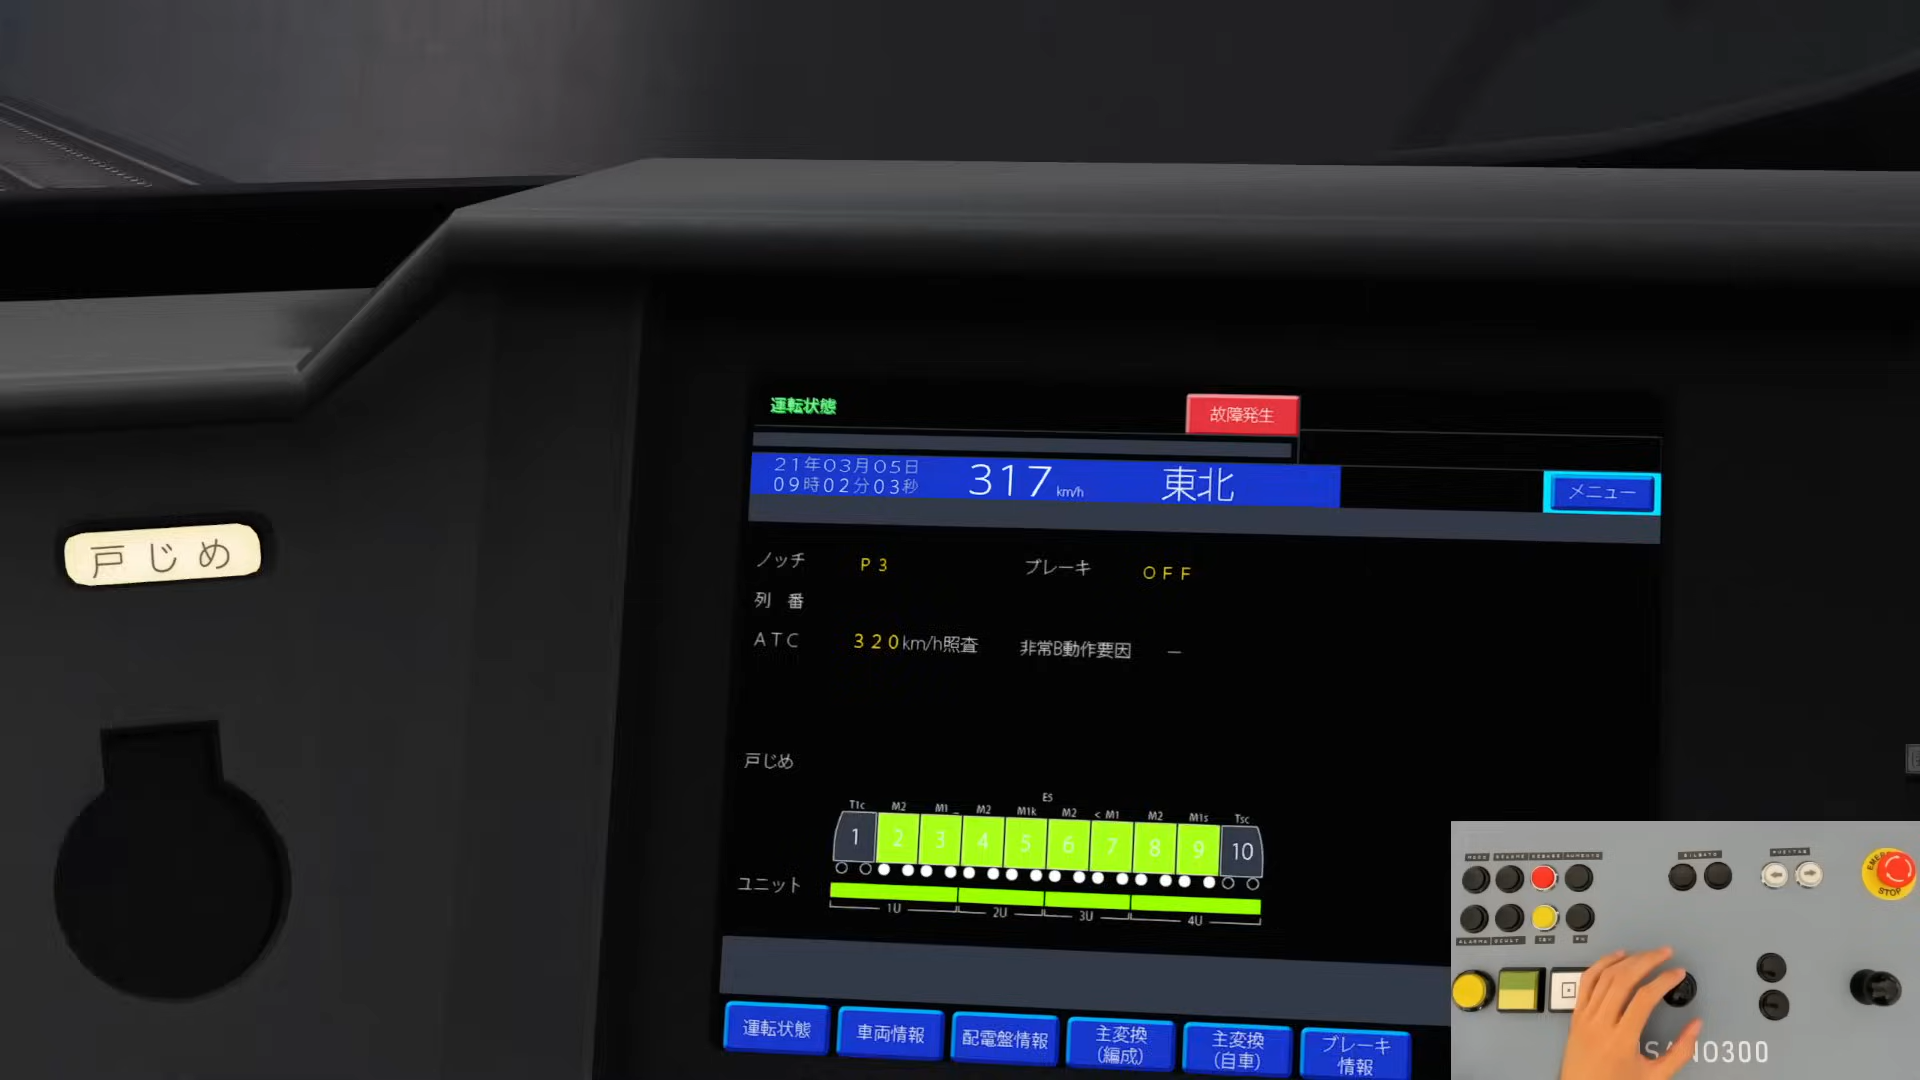 運転状態
故障発生
21年03月05日
09時02分03秒
317 km/h
東北
メニュー
戸じめ
ノッチ P3 ブレーキ OFF
列 番
ATC 320km/h照査 非常B動作要因 —
戸じめ
E5
T1c M2 M1 M2 M1k M2 < M1 M2 M1s Tsc
1 2 3 4 5 6 7 8 9 10
ユニット
1U 2U 3U 4U
運転状態 車両情報 配電盤情報 主変換(編成) 主変換(自車) ブレーキ情報
STOP